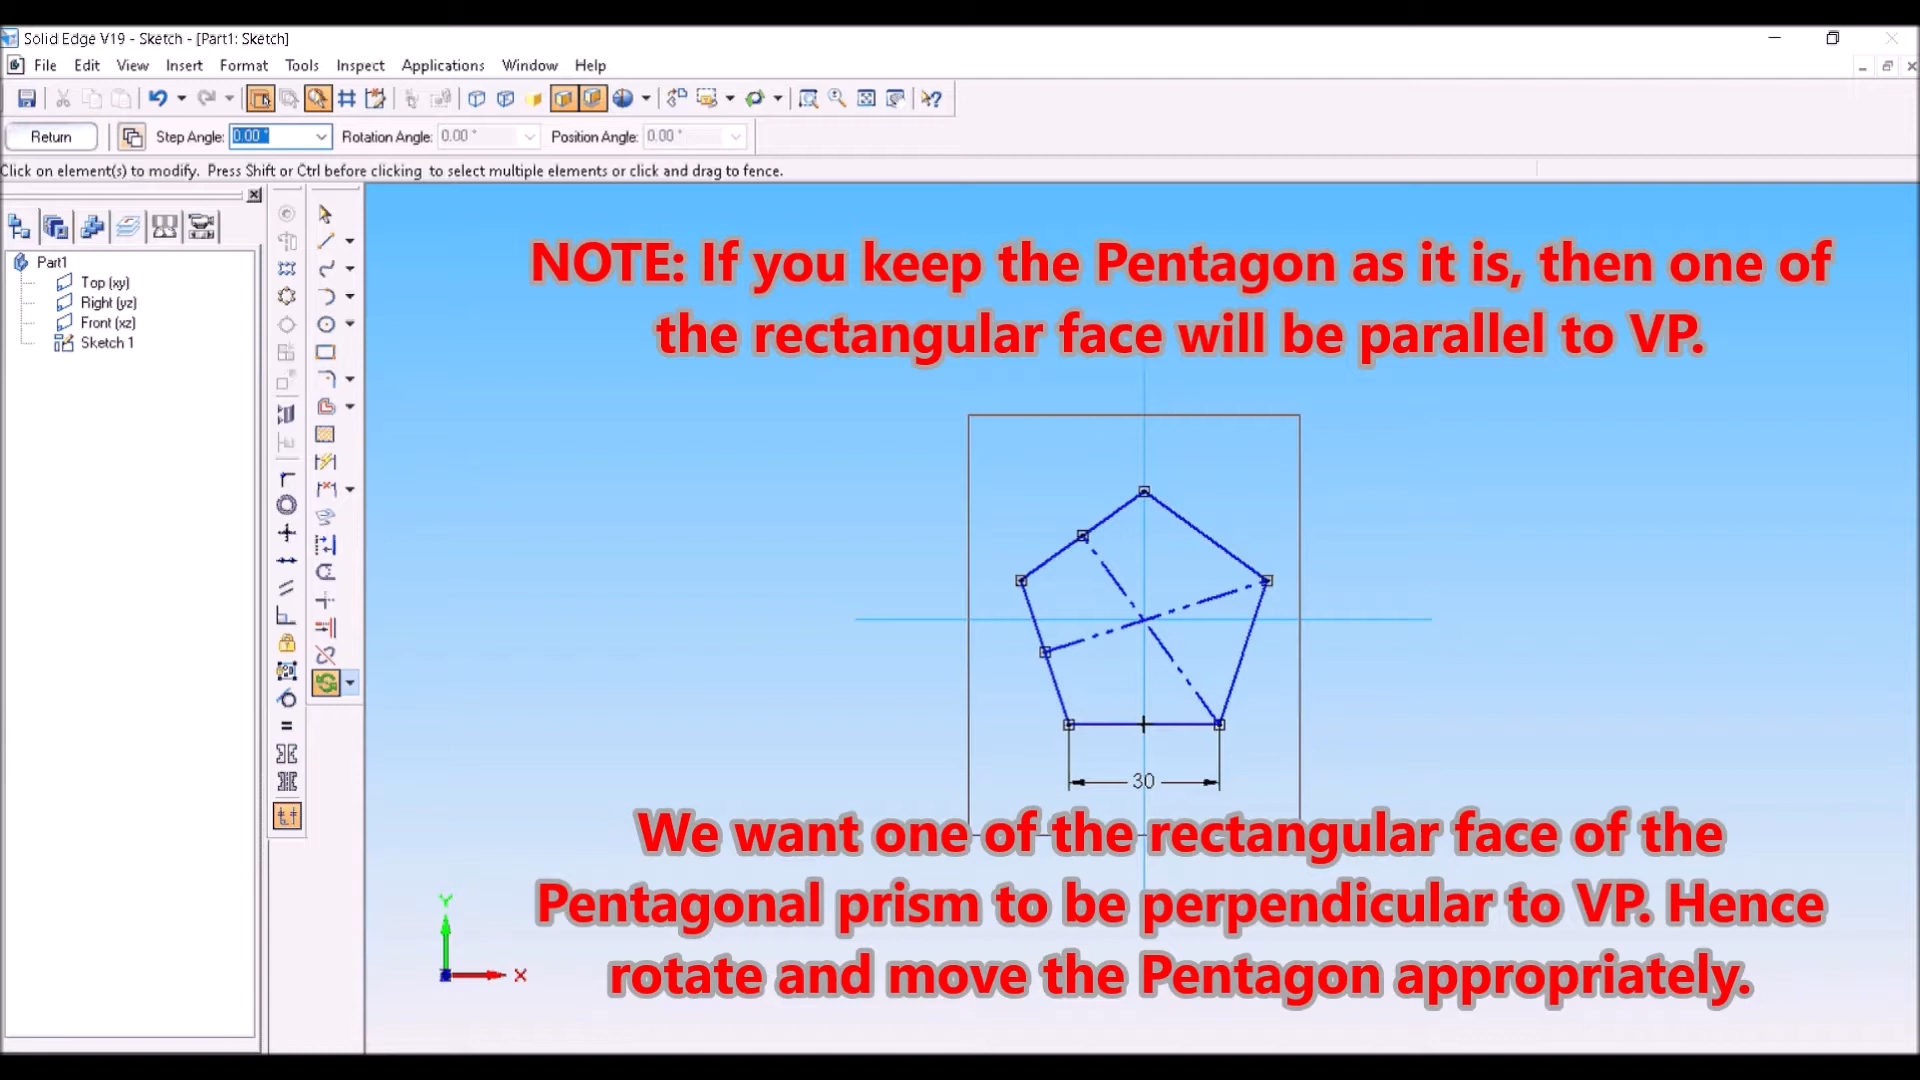 Solid Edge V19 - Sketch - [Part1: Sketch]
File Edit View Insert Format Tools Inspect Applications Window Help
Return Step Angle: 0.00 ° Rotation Angle: 0.00 ° Position Angle: 0.00 °
Click on element(s) to modify. Press Shift or Ctrl before clicking to select multiple elements or click and drag to fence.
Part1
Top (xy)
Right (yz)
Front (xz)
Sketch 1
NOTE: If you keep the Pentagon as it is, then one of
the rectangular face will be parallel to VP.
30
We want one of the rectangular face of the
Pentagonal prism to be perpendicular to VP. Hence
rotate and move the Pentagon appropriately.
Y
X